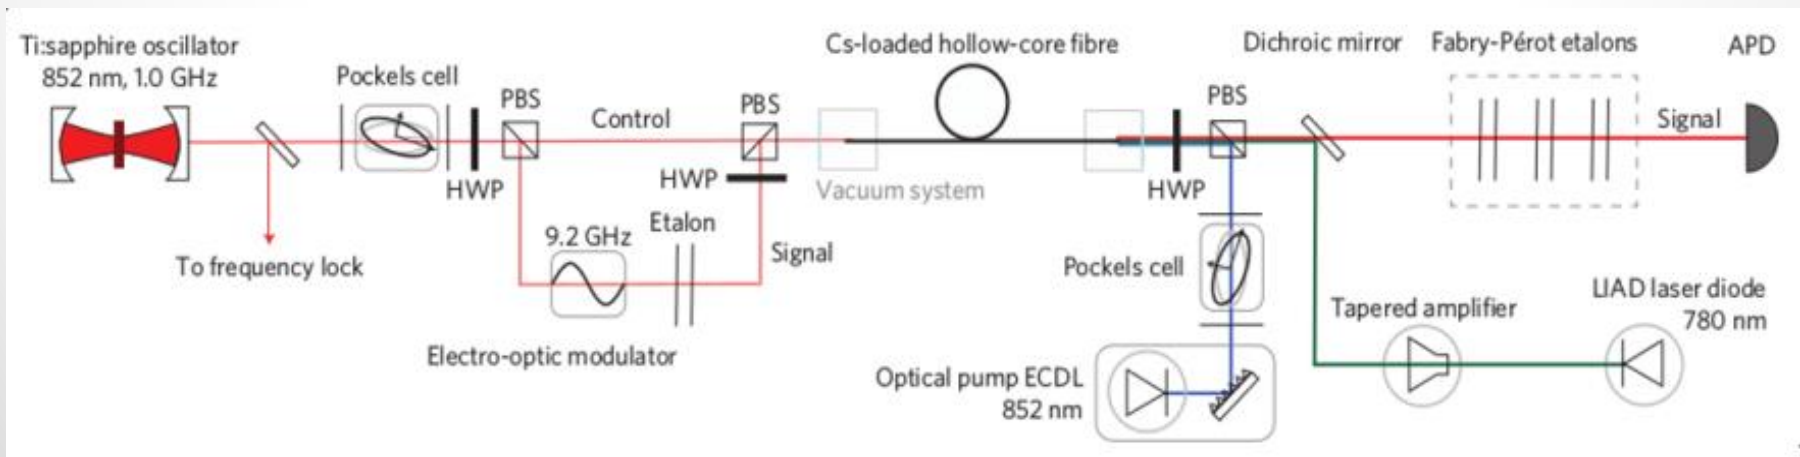 Ti:sapphire oscillator
852 nm, 1.0 GHz
Pockels cell
PBS
Control
PBS
Cs-loaded hollow-core fibre
PBS
Dichroic mirror
Fabry-Pérot etalons
APD
Signal
HWP
HWP
Vacuum system
HWP
To frequency lock
9.2 GHz
Etalon
Signal
Electro-optic modulator
Pockels cell
Optical pump ECDL
852 nm
Tapered amplifier
LIAD laser diode
780 nm